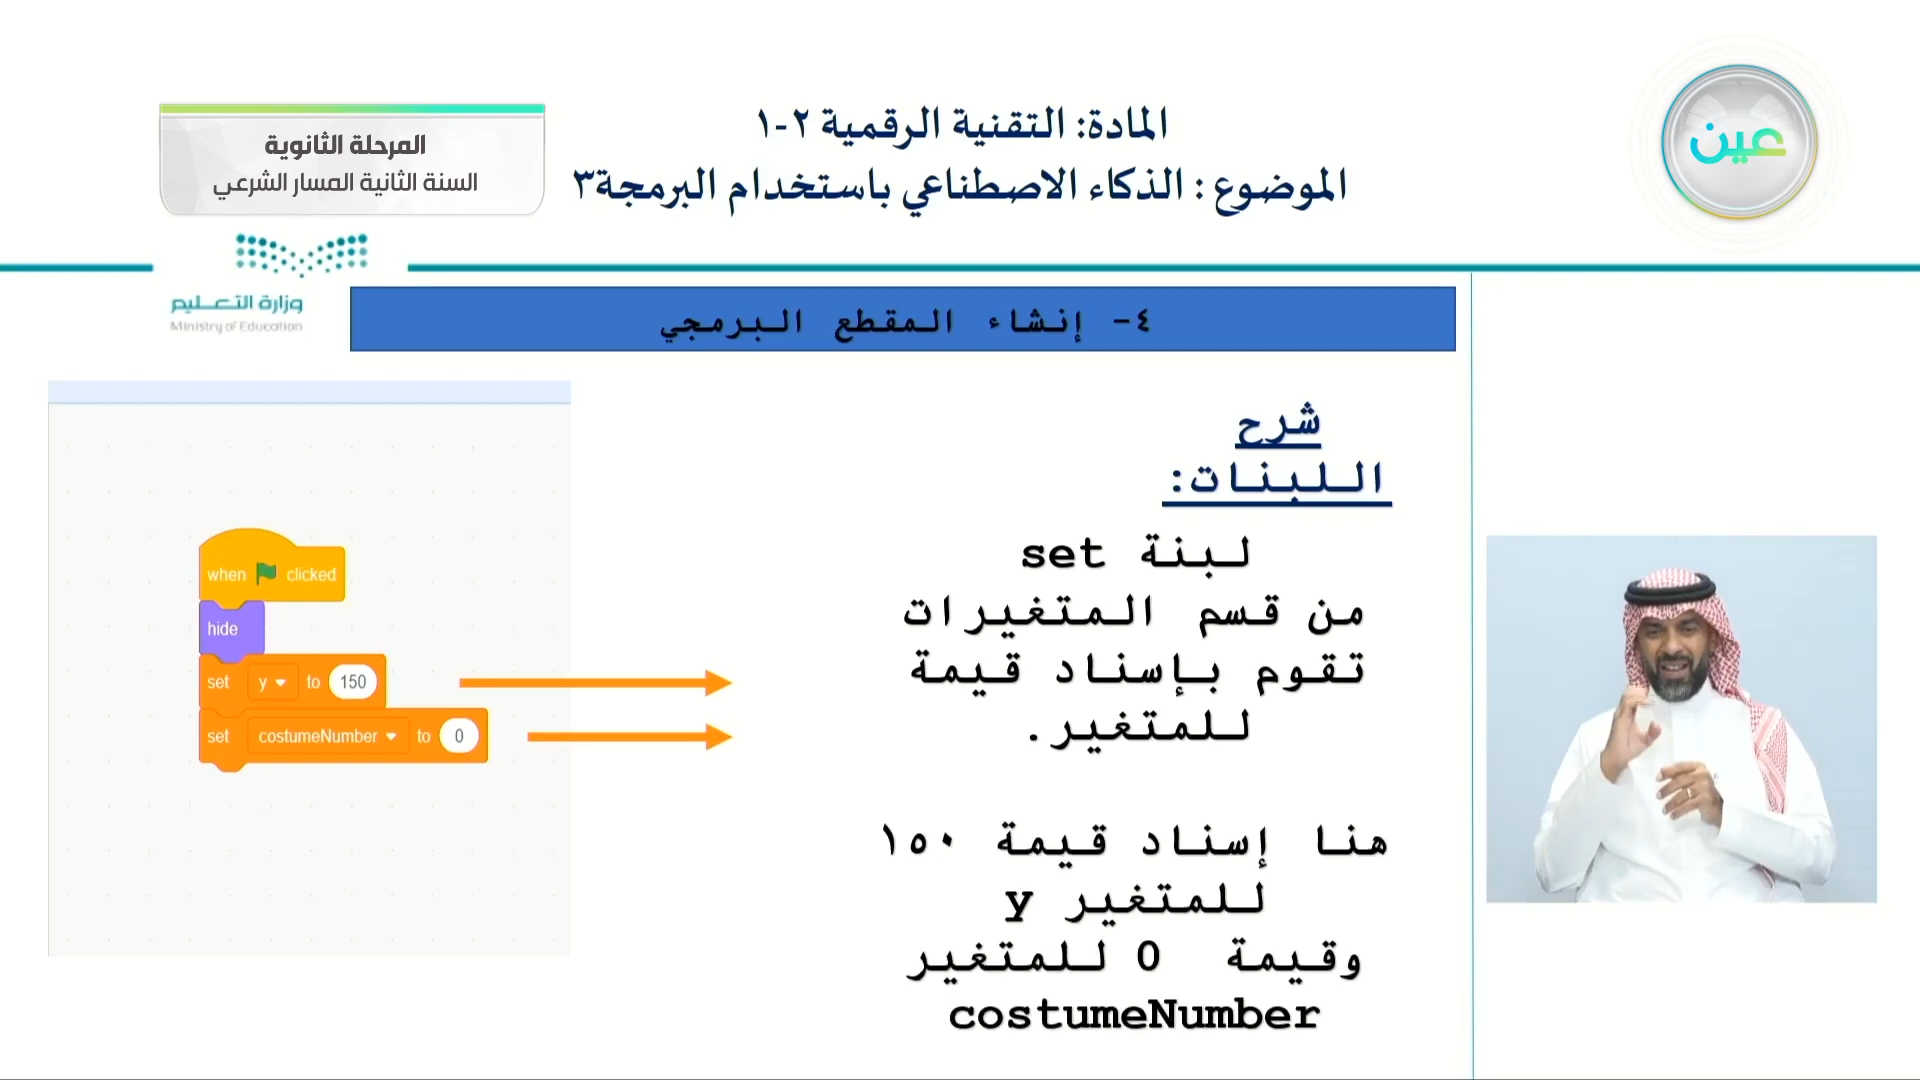 المادة: التقنية الرقمية ٢-١
الموضوع : الذكاء الاصطناعي باستخدام البرمجة٣
المرحلة الثانوية
السنة الثانية المسار الشرعي
عين
وزارة التعليم
Ministry of Education
٤- إنشاء المقطع البرمجي
شرح
اللبنات:
لبنة set
من قسم المتغيرات
تقوم بإسناد قيمة
للمتغير.
هنا إسناد قيمة ١٥٠
للمتغير y
وقيمة 0 للمتغير
costumeNumber
when clicked
hide
set y to 150
set costumeNumber to 0